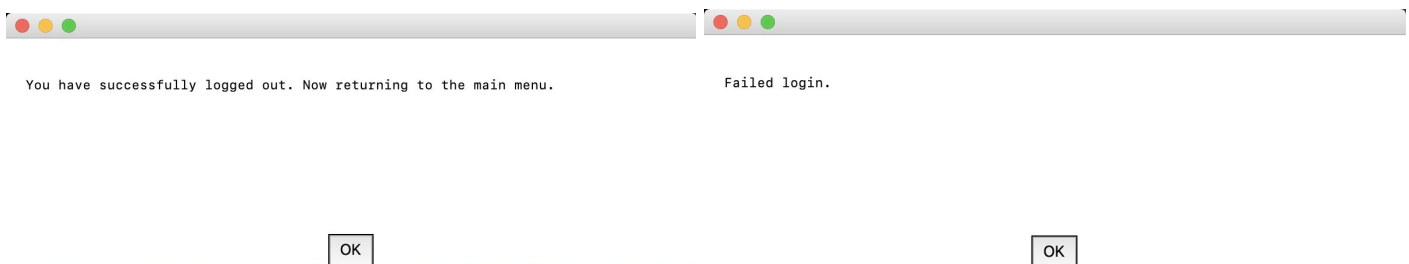 You have successfully logged out. Now returning to the main menu.
OK
Failed login.
OK